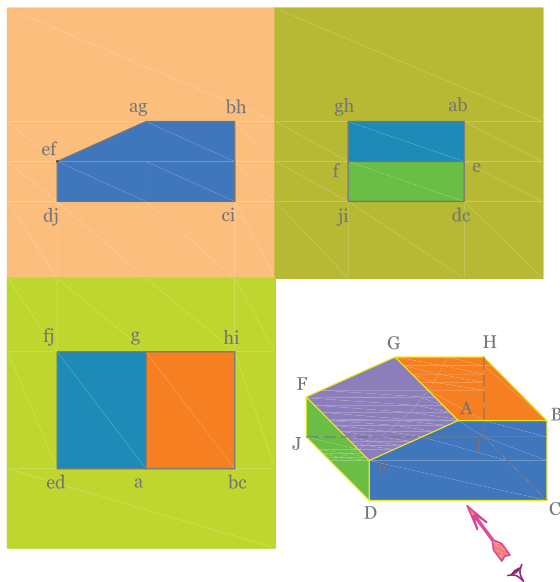 ag bh
ef
dj ci
gh ab
f e
ji dc
fj g hi
ed a bc
G H
F
A B
J I
E
D C